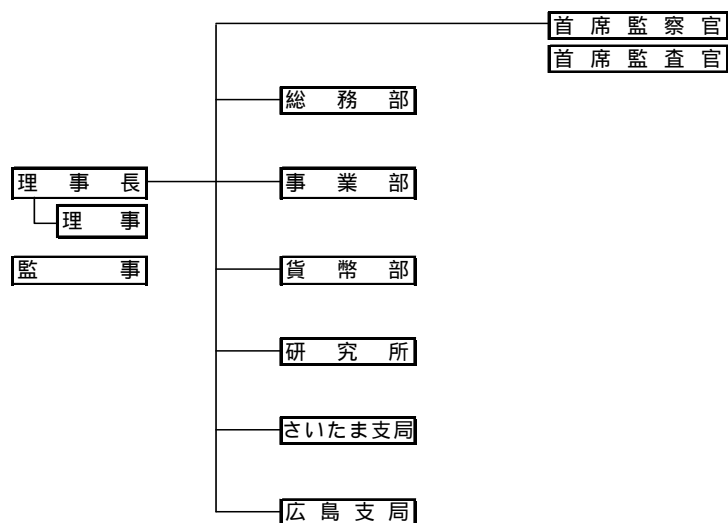 首席監察官
首席監査官
総務部
理事長
事業部
理事
監事
貨幣部
研究所
さいたま支局
広島支局